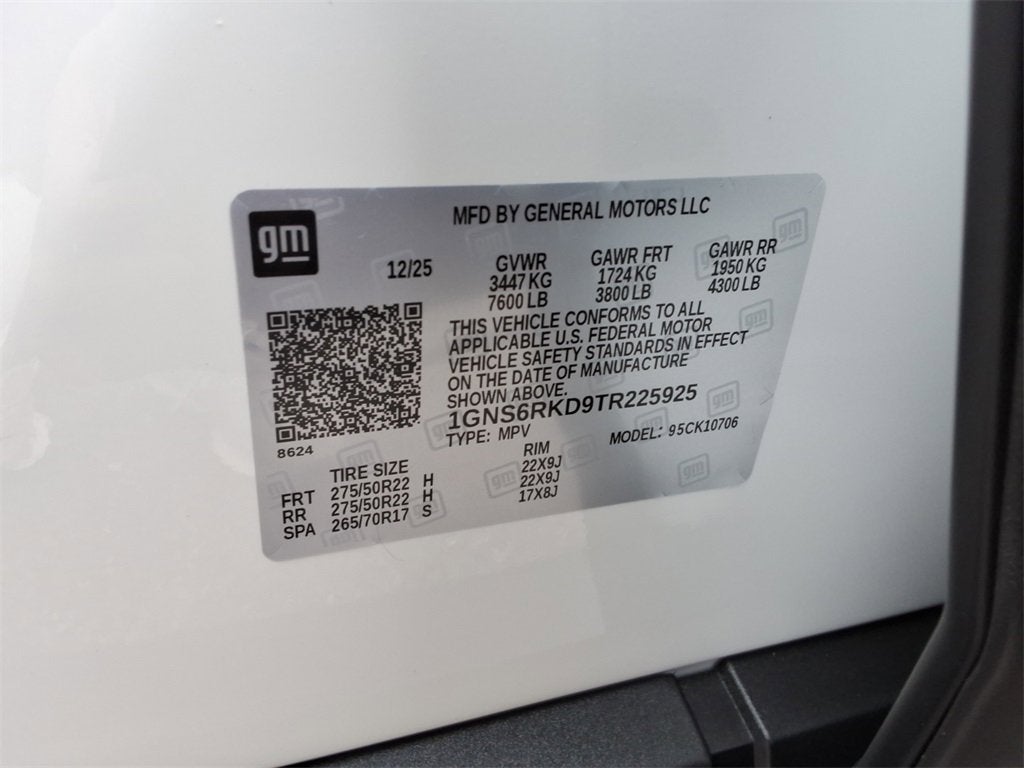 gm
MFD BY GENERAL MOTORS LLC
12/25 GVWR GAWR FRT GAWR RR
3447 KG 1724 KG 1950 KG
7600 LB 3800 LB 4300 LB
THIS VEHICLE CONFORMS TO ALL
APPLICABLE U.S. FEDERAL MOTOR
VEHICLE SAFETY STANDARDS IN EFFECT
ON THE DATE OF MANUFACTURE
SHOWN ABOVE.
1GNS6RKD9TR225925
TYPE: MPV MODEL: 95CK10706
8624
TIRE SIZE RIM
FRT 275/50R22 H 22X9J
RR 275/50R22 H 22X9J
SPA 265/70R17 S 17X8J